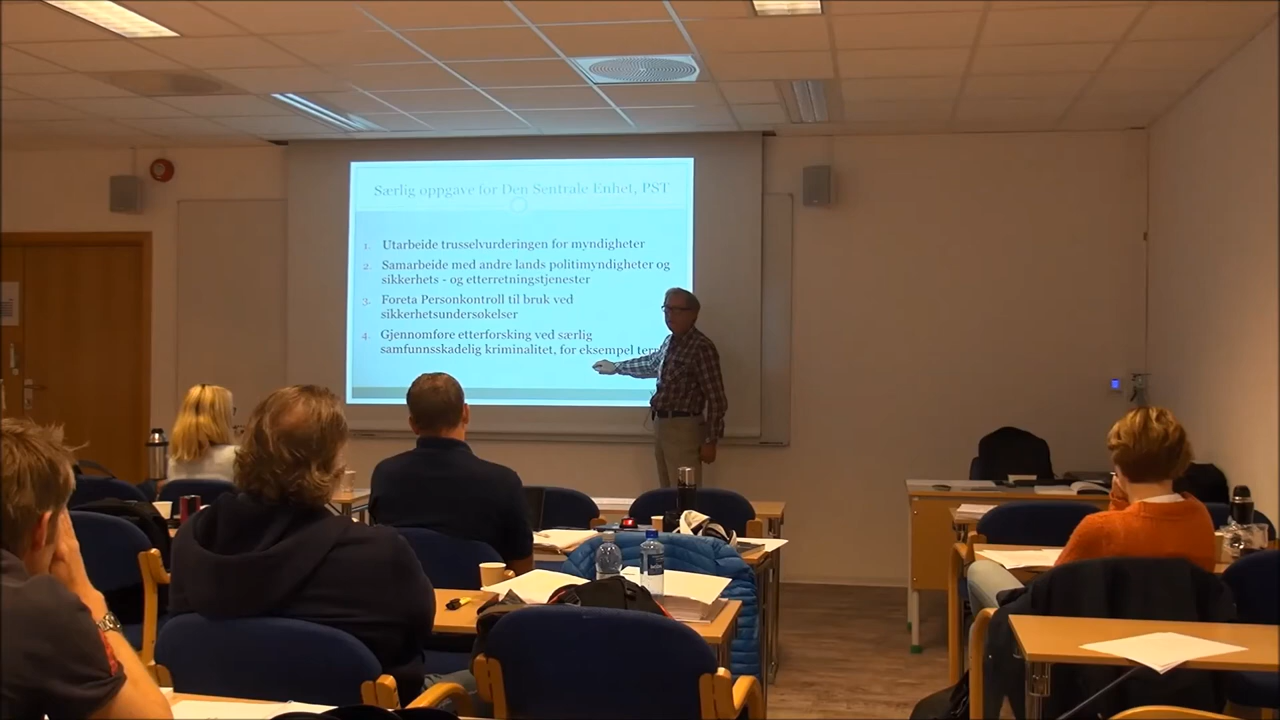 Særlig oppgave for Den Sentrale Enhet, PST
1. Utarbeide trusselvurderingen for myndigheter
2. Samarbeide med andre lands politimyndigheter og
sikkerhets - og etterretningstjenester
3. Foreta Personkontroll til bruk ved
sikkerhetsundersøkelser
4. Gjennomføre etterforsking ved særlig
samfunnsskadelig kriminalitet, for eksempel